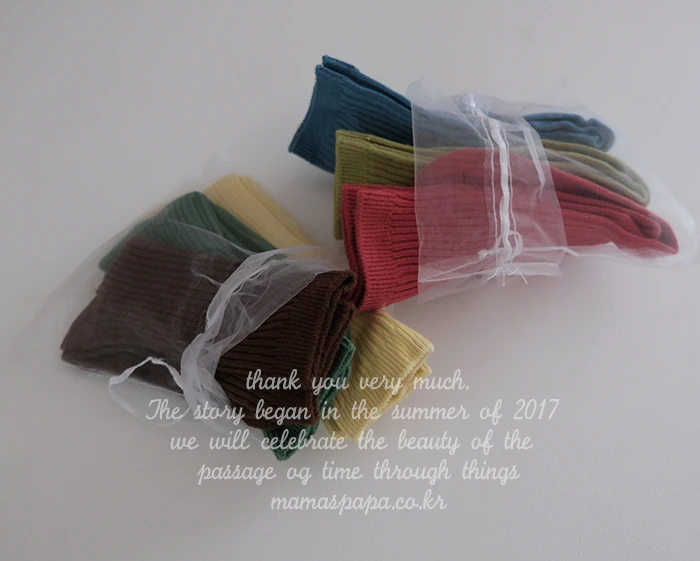 thank you very much.
The story began in the summer of 2017
we will celebrate the beauty of the
passage og time through things
mamaspapa.co.kr